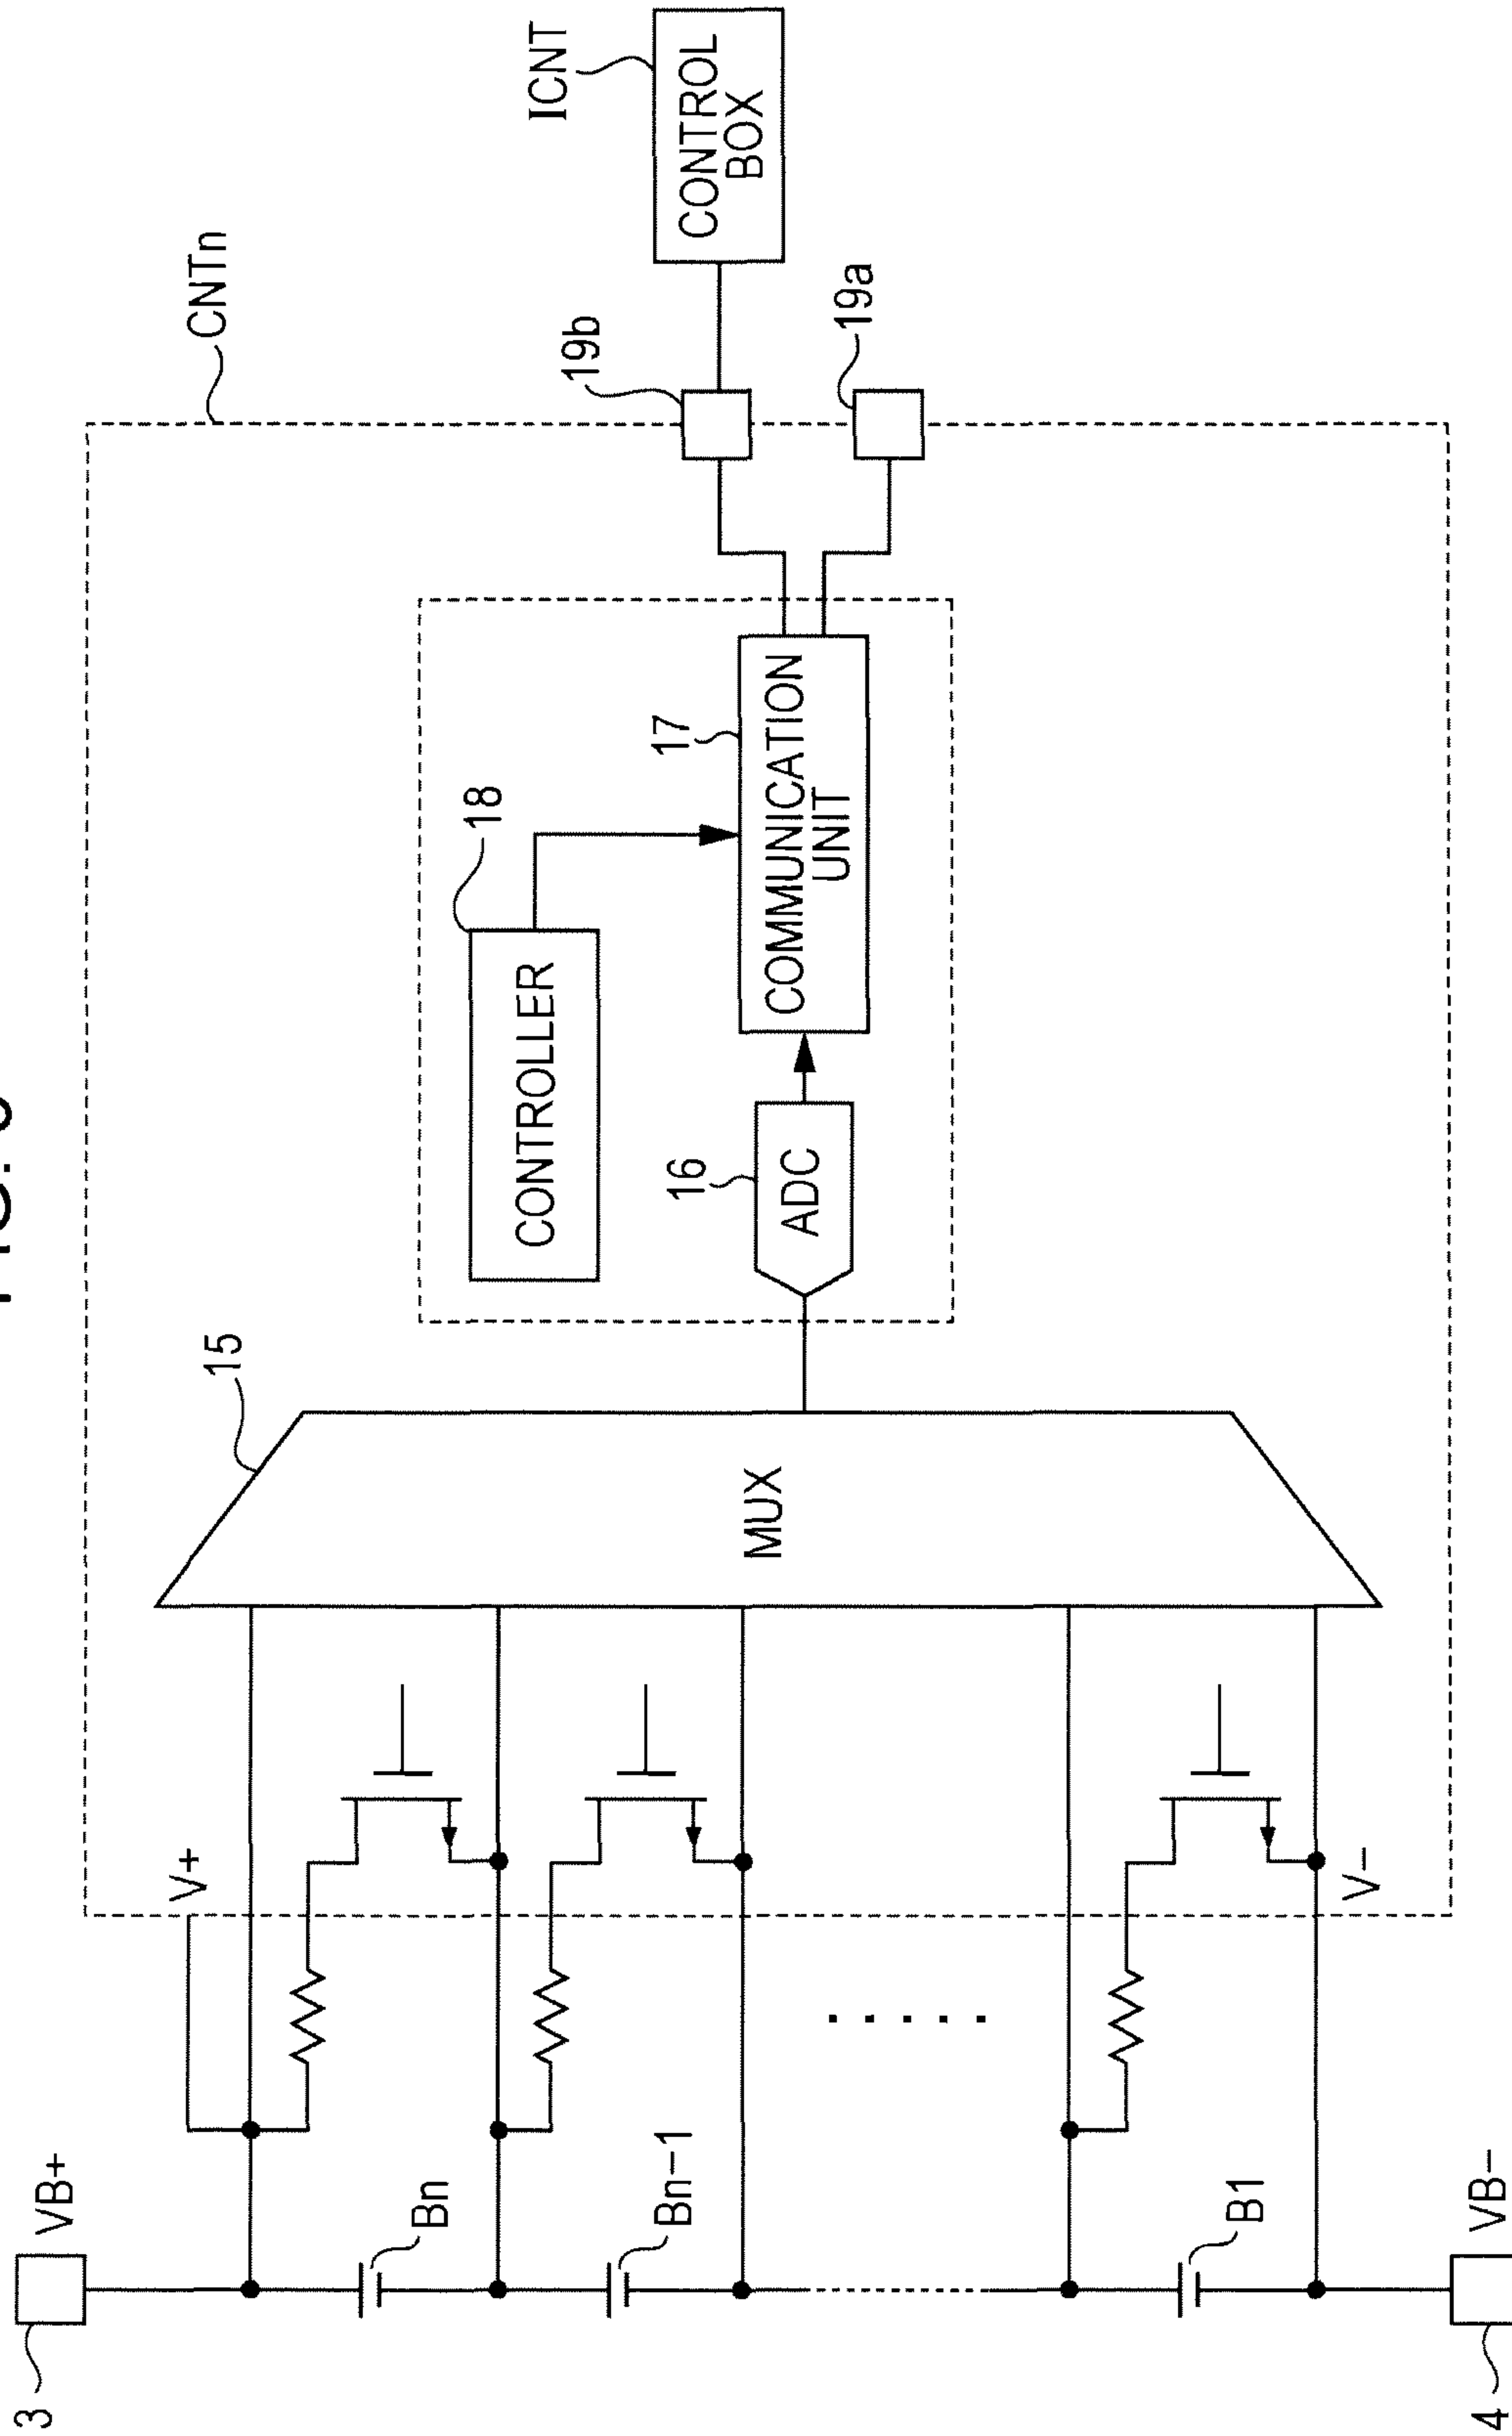 3
VB+
Bn
Bn−1
B1
VB−
4
V+
V−
15
MUX
16
ADC
CONTROLLER
18
17
COMMUNICATION
UNIT
CNTn
19b
19a
ICNT
CONTROL
BOX